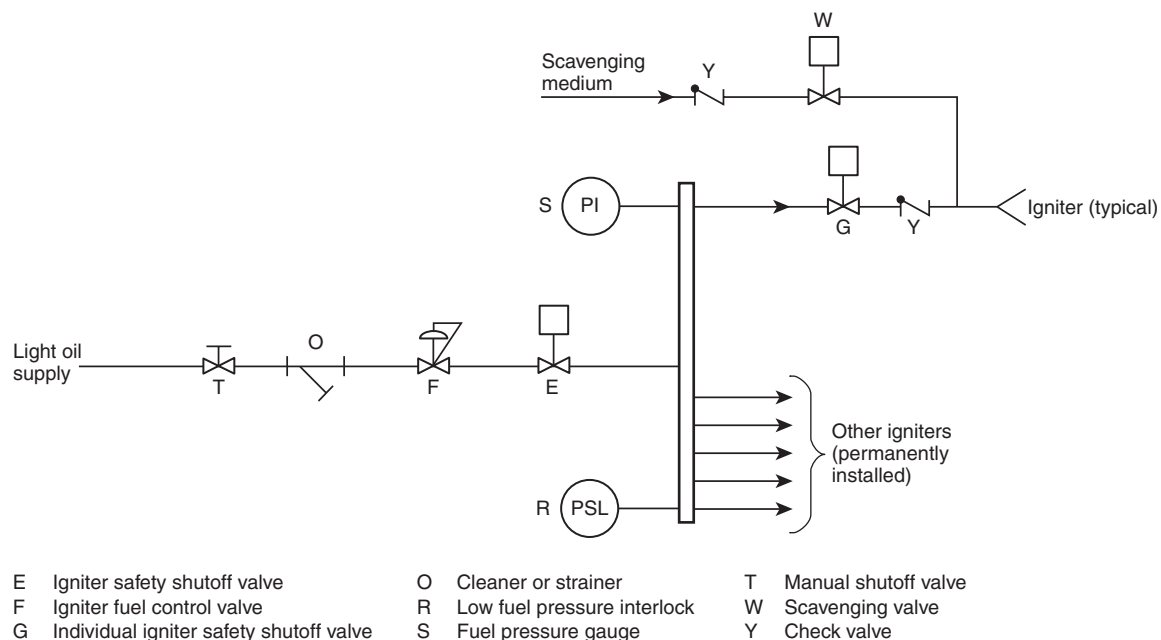 W
Scavenging
medium
Y
S PI
G
Y
Igniter (typical)
Light oil
supply
T
O
F
E
Other igniters
(permanently
installed)
R PSL
E Igniter safety shutoff valve
F Igniter fuel control valve
G Individual igniter safety shutoff valve
O Cleaner or strainer
R Low fuel pressure interlock
S Fuel pressure gauge
T Manual shutoff valve
W Scavenging valve
Y Check valve